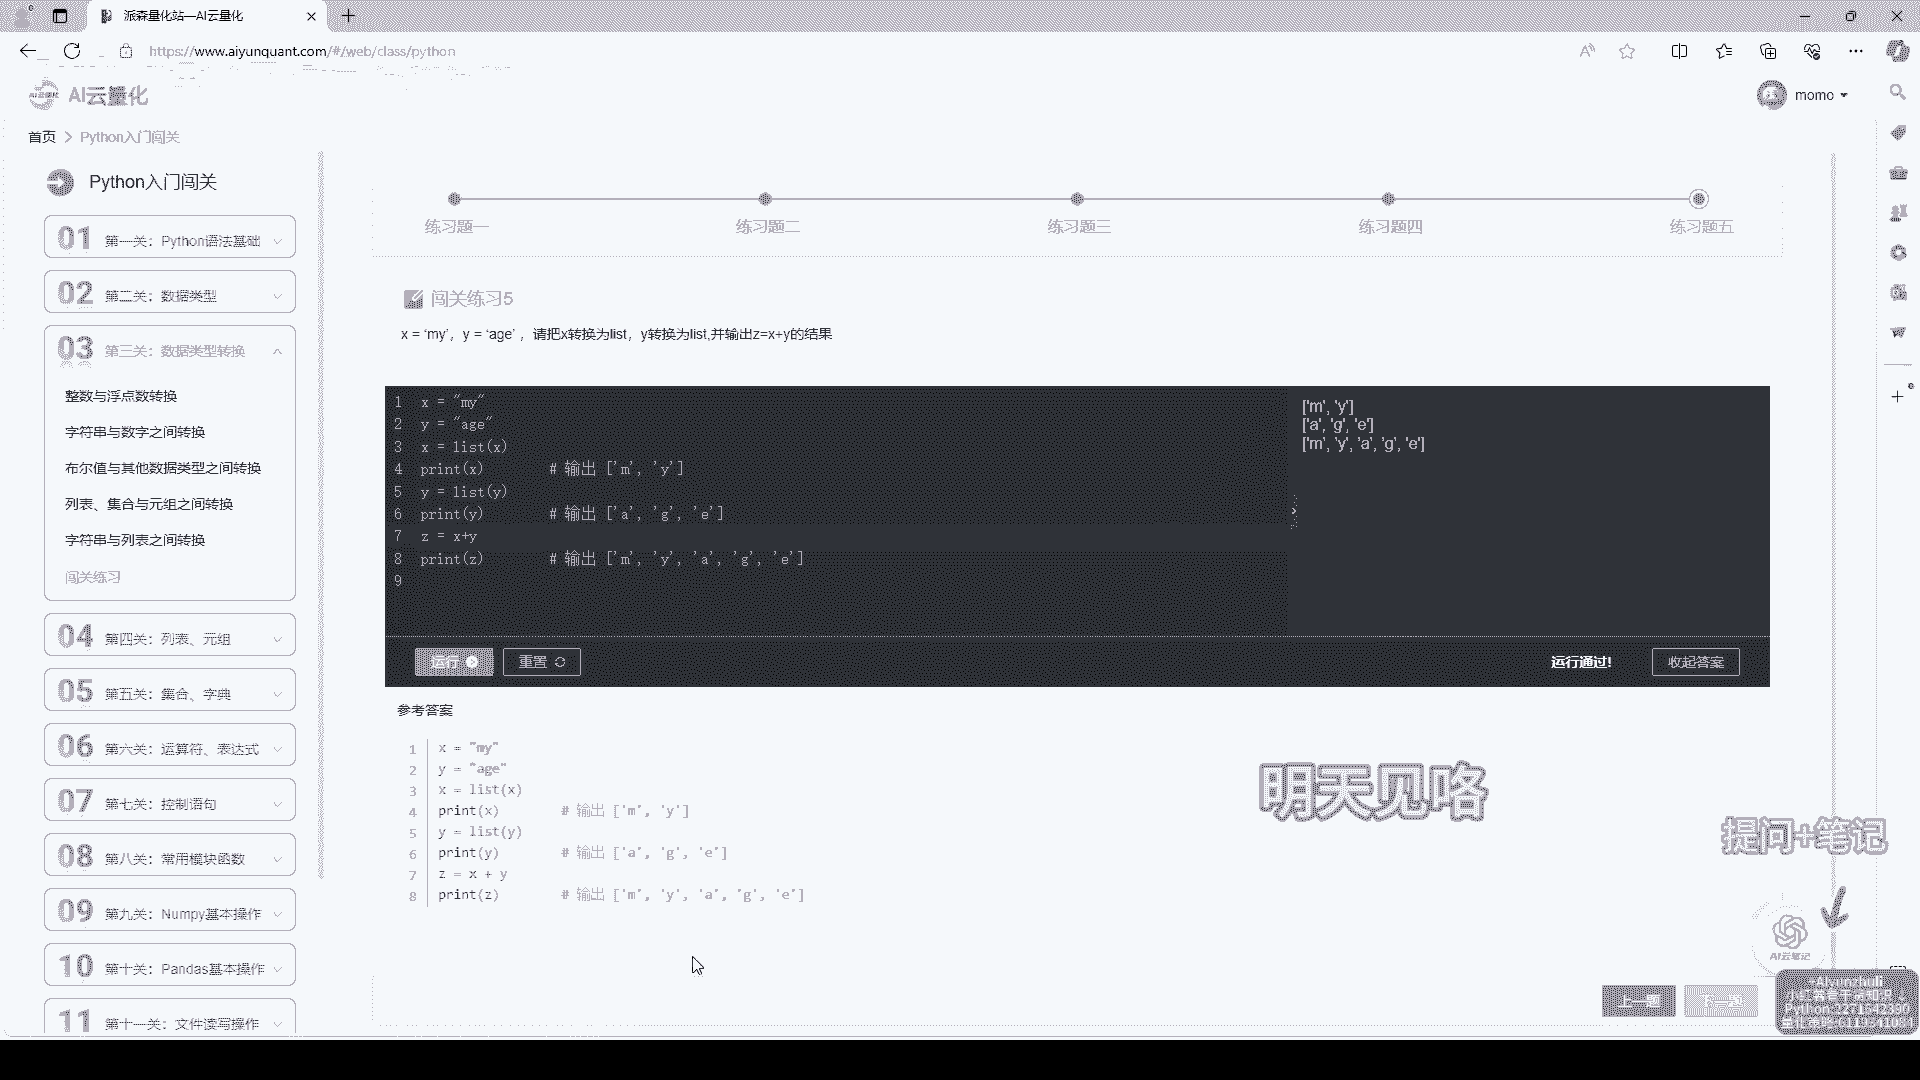 派森量化站—AI云量化
https://www.aiyunquant.com/#/web/class/python
AI云量化
momo
首页 > Python入门闯关
Python入门闯关
01 第一关：Python语法基础
02 第二关：数据类型
03 第三关：数据类型转换
整数与浮点数转换
字符串与数字之间转换
布尔值与其他数据类型之间转换
列表、集合与元组之间转换
字符串与列表之间转换
闯关练习
04 第四关：列表、元组
05 第五关：集合、字典
06 第六关：运算符、表达式
07 第七关：控制语句
08 第八关：常用模块函数
09 第九关：Numpy基本操作
10 第十关：Pandas基本操作
11 第十一关：文件读写操作
练习题一 练习题二 练习题三 练习题四 练习题五
闯关练习5
x = ‘my’，y = ‘age’ ，请把x转换为list，y转换为list,并输出z=x+y的结果
1 x = "my"
2 y = "age"
3 x = list(x)
4 print(x) # 输出 ['m', 'y']
5 y = list(y)
6 print(y) # 输出 ['a', 'g', 'e']
7 z = x+y
8 print(z) # 输出 ['m', 'y', 'a', 'g', 'e']
9
['m', 'y']
['a', 'g', 'e']
['m', 'y', 'a', 'g', 'e']
运行 重置 运行通过! 收起答案
参考答案
1 x = "my"
2 y = "age"
3 x = list(x)
4 print(x) # 输出 ['m', 'y']
5 y = list(y)
6 print(y) # 输出 ['a', 'g', 'e']
7 z = x + y
8 print(z) # 输出 ['m', 'y', 'a', 'g', 'e']
明天见咯
提问+笔记
AI云笔记
上一题 下一题